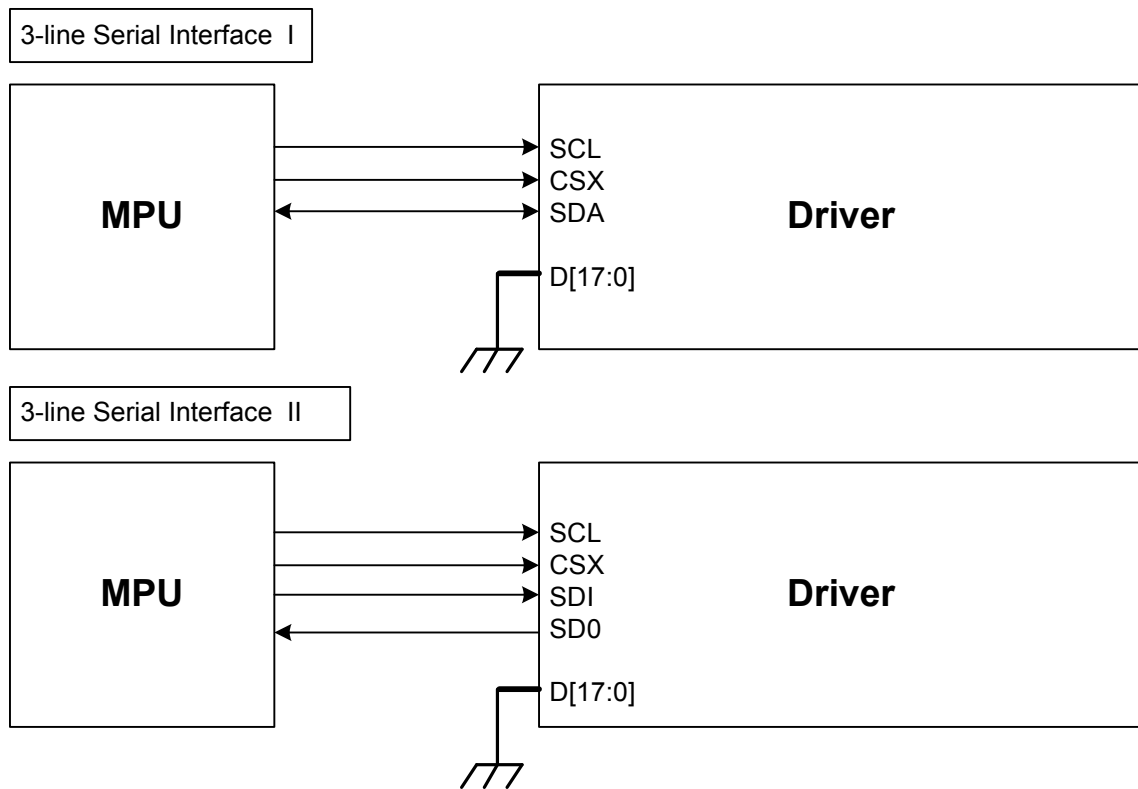 3-line Serial Interface I
MPU
SCL
CSX
SDA
Driver
D[17:0]
3-line Serial Interface II
MPU
SCL
CSX
SDI
SD0
Driver
D[17:0]